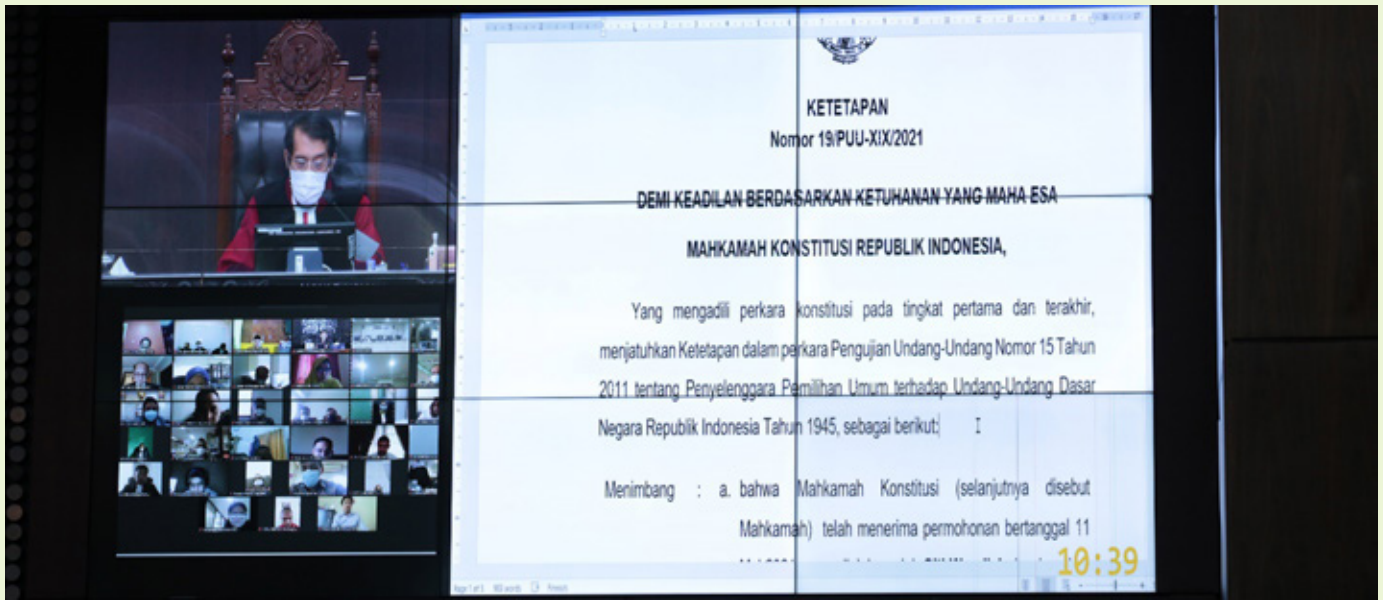 KETETAPAN
Nomor 19/PUU-XIX/2021
DEMI KEADILAN BERDASARKAN KETUHANAN YANG MAHA ESA
MAHKAMAH KONSTITUSI REPUBLIK INDONESIA,
Yang mengadili perkara konstitusi pada tingkat pertama dan terakhir,
menjatuhkan Ketetapan dalam perkara Pengujian Undang-Undang Nomor 15 Tahun
2011 tentang Penyelenggara Pemilihan Umum terhadap Undang-Undang Dasar
Negara Republik Indonesia Tahun 1945, sebagai berikut:
Menimbang : a. bahwa Mahkamah Konstitusi (selanjutnya disebut
Mahkamah) telah menerima permohonan bertanggal 11
10:39